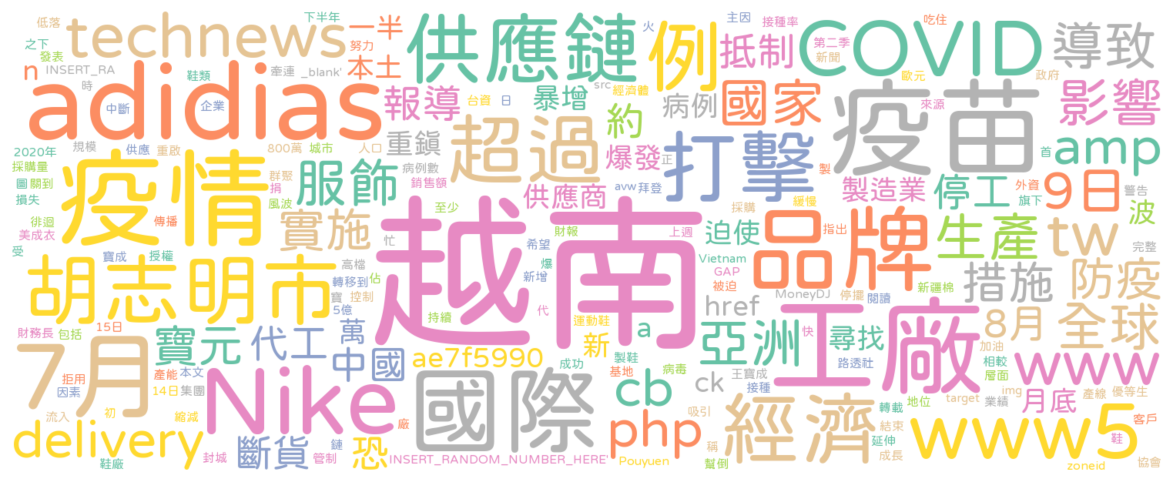 低落
下半年
technews
一半
供應鏈
例
抵制
主因
接種率
吃住
COVID
導致
火
第二季
新聞
之下
發表
努力
n
INSERT_RA
鞋類
牽連
_blank'
本土
台資
日
src
經濟體
歐元
政府
adidias
時
中斷
企業
報導
暴增
病例
國家
來源
疫苗
影響
2020年
規模
供應
重啟
800萬
城市
人口
重鎮
超過
約
正
打擊
首
amp
採購量
疫情
群聚
病例數
爆發
製
圖
關到
捐
服飾
銷售額
供應商
avw
拜登
製造業
停工
外資
9日
警告
損失
風波
至少
採購
緩慢
旗下
徘徊
傳播
實施
越南
財報
上週
迫使
品牌
指出
生產
tw
波
美成衣
忙
希望
完整
受
寶成
授權
高檔
爆
Vietnam
胡志明市
轉移到
佔
新增
GAP
新疆棉
措施
防疫
寶
控制
代
被迫
MoneyDJ
停擺
閱讀
5億
持續
href
8月
全球
財務長
包括
15日
萬
運動鞋
a
亞洲
快
尋找
加油
7月
寶元
代工
中國
新
工廠
相較
www
拒用
產能
本文
ae7f5990
成功
製鞋
病毒
路透社
層面
因素
14日
集團
Nike
國際
基地
cb
ck
王寶成
接種
img
產線
優等生
流入
初
縮減
吸引
經濟
轉載
地位
target
業績
月底
delivery
廠
php
稱
結束
www5
客戶
斷貨
鏈
恐
延伸
鞋
鞋廠
封城
管制
INSERT_RANDOM_NUMBER_HERE'
Pouyuen
幫倒
成長
zoneid
協會